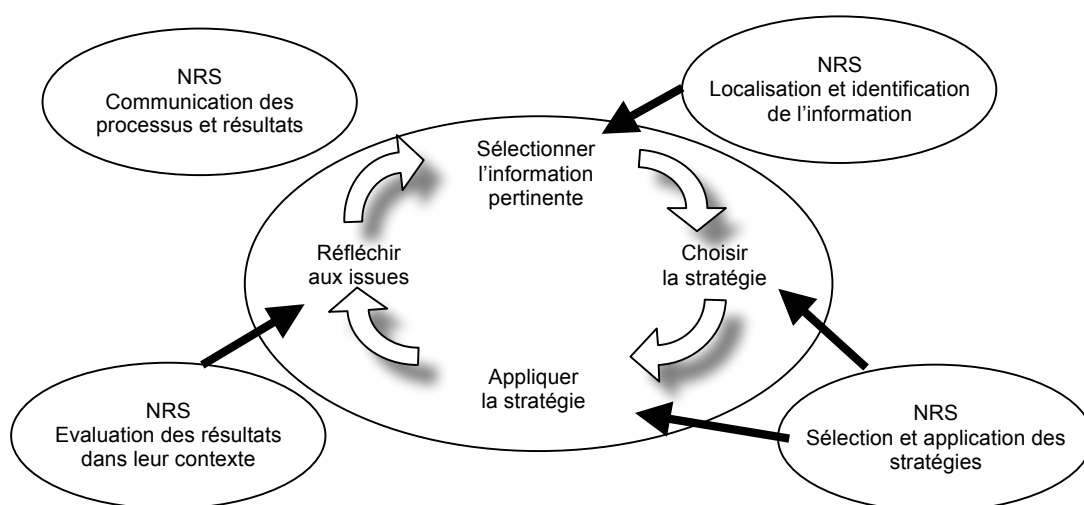 NRS
Communication des
processus et résultats
NRS
Localisation et identification
de l’information
Sélectionner
l’information
pertinente
Réfléchir
aux issues
Choisir
la stratégie
Appliquer
la stratégie
NRS
Evaluation des résultats
dans leur contexte
NRS
Sélection et application des
stratégies